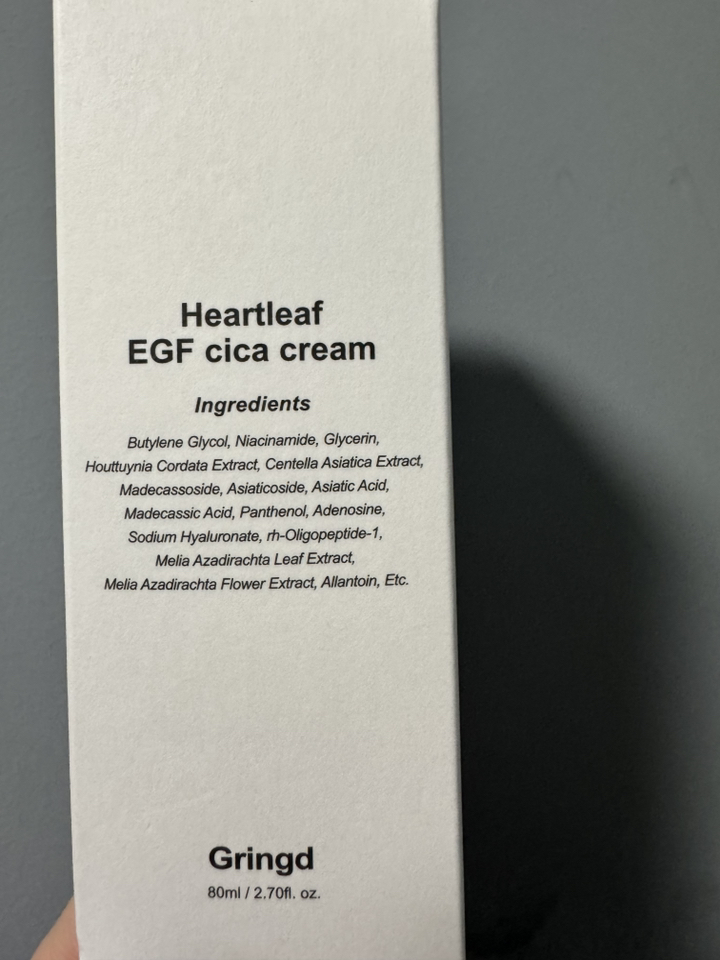 Heartleaf
EGF cica cream
Ingredients
Butylene Glycol, Niacinamide, Glycerin,
Houttuynia Cordata Extract, Centella Asiatica Extract,
Madecassoside, Asiaticoside, Asiatic Acid,
Madecassic Acid, Panthenol, Adenosine,
Sodium Hyaluronate, rh-Oligopeptide-1,
Melia Azadirachta Leaf Extract,
Melia Azadirachta Flower Extract, Allantoin, Etc.
Gringd
80ml / 2.70fl. oz.